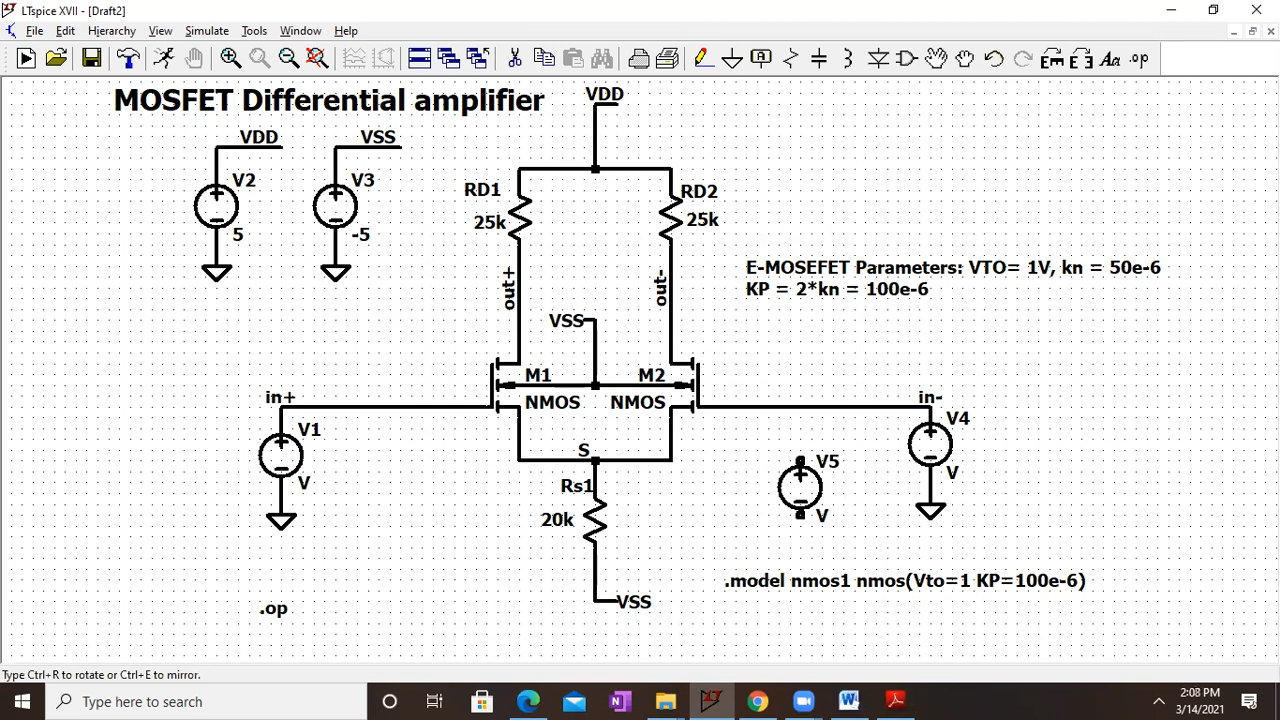 LTspice XVII - [Draft2]
File Edit Hierarchy View Simulate Tools Window Help
A
Aa .op
MOSFET Differential amplifier
VDD
VDD
VSS
V2
V3
5
-5
RD1
25k
RD2
25k
out+
out-
E-MOSEFET Parameters: VTO= 1V, kn = 50e-6
KP = 2*kn = 100e-6
VSS
M1
M2
NMOS
NMOS
in+
in-
V1
V
V4
V
S
Rs1
20k
V5
V
.model nmos1 nmos(Vto=1 KP=100e-6)
VSS
.op
Type Ctrl+R to rotate or Ctrl+E to mirror.
Type here to search
2:08 PM
3/14/2021